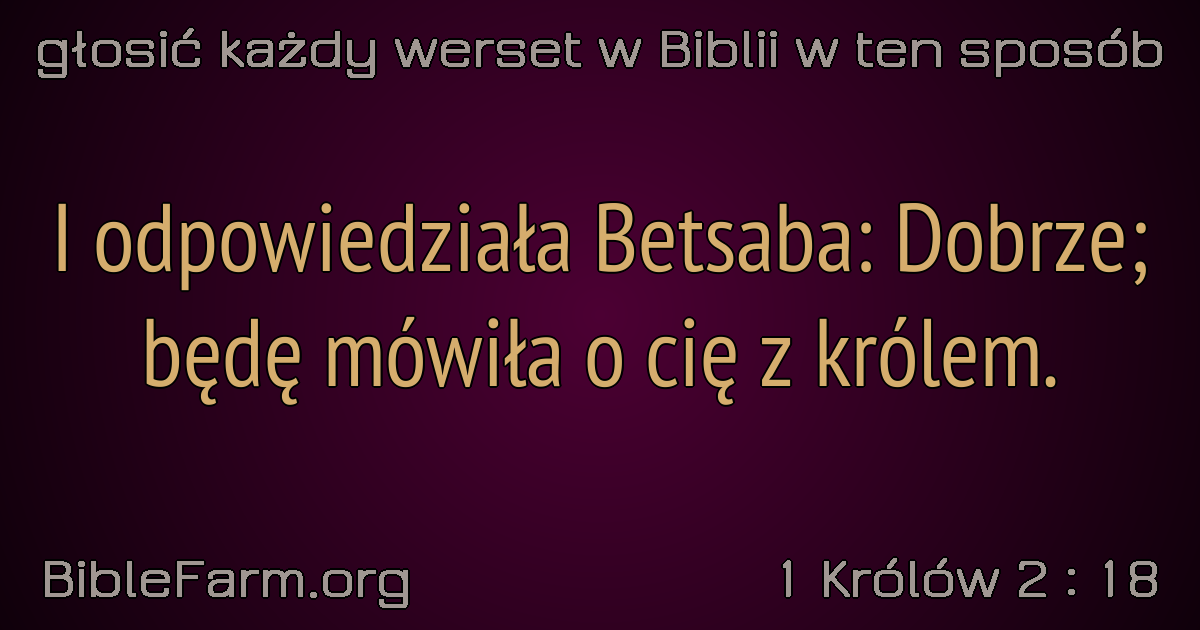 głosić każdy werset w Biblii w ten sposób
I odpowiedziała Betsaba: Dobrze;
będę mówiła o cię z królem.
BibleFarm.org
1 Królów 2 : 18